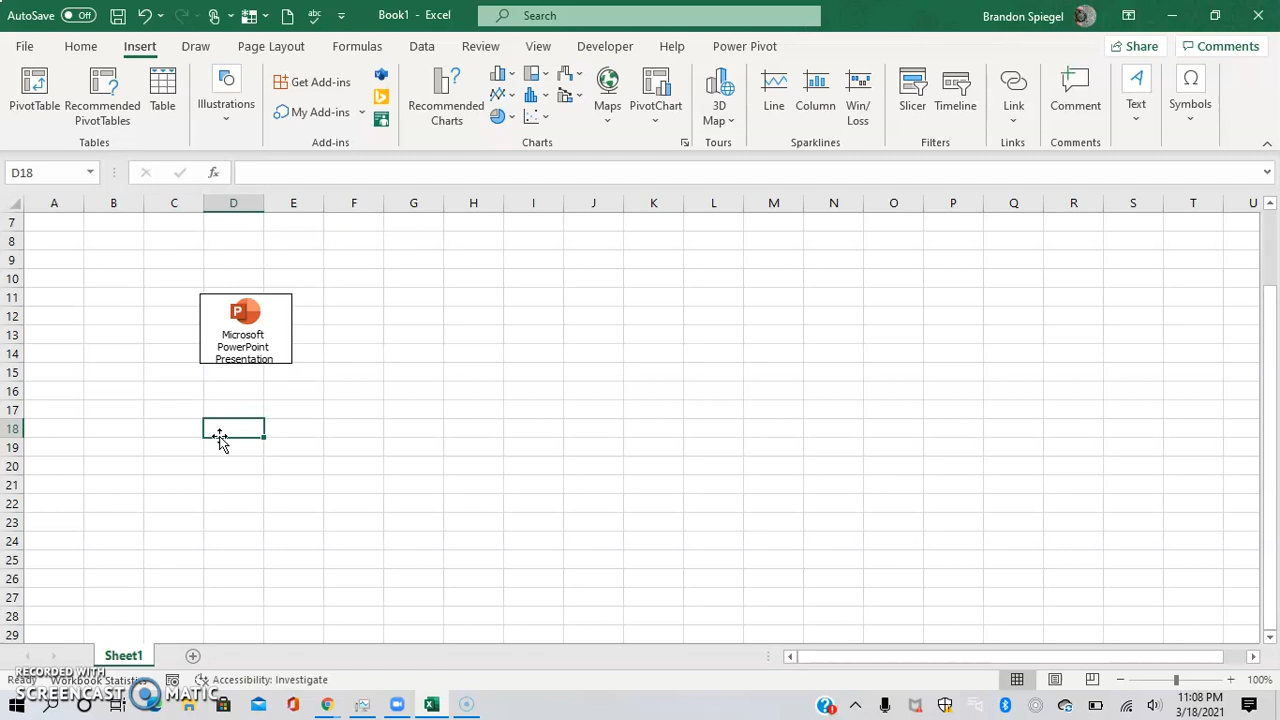 AutoSave Off Book1 - Excel Search Brandon Spiegel
File Home Insert Draw Page Layout Formulas Data Review View Developer Help Power Pivot Share Comments
PivotTable Recommended PivotTables Table Illustrations Get Add-ins My Add-ins Recommended Charts Maps PivotChart 3D Map Line Column Win/Loss Slicer Timeline Link Comment Text Symbols
Tables Add-ins Charts Tours Sparklines Filters Links Comments
D18 fx
A B C D E F G H I J K L M N O P Q R S T U
7
8
9
10
11
12
13
14
15
16
17
18
19
20
21
22
23
24
25
26
27
28
29
P
Microsoft
PowerPoint
Presentation
Sheet1
Ready Workbook Statistics Accessibility: Investigate 100%
RECORDED WITH
SCREENCAST MATIC
11:08 PM
3/18/2021